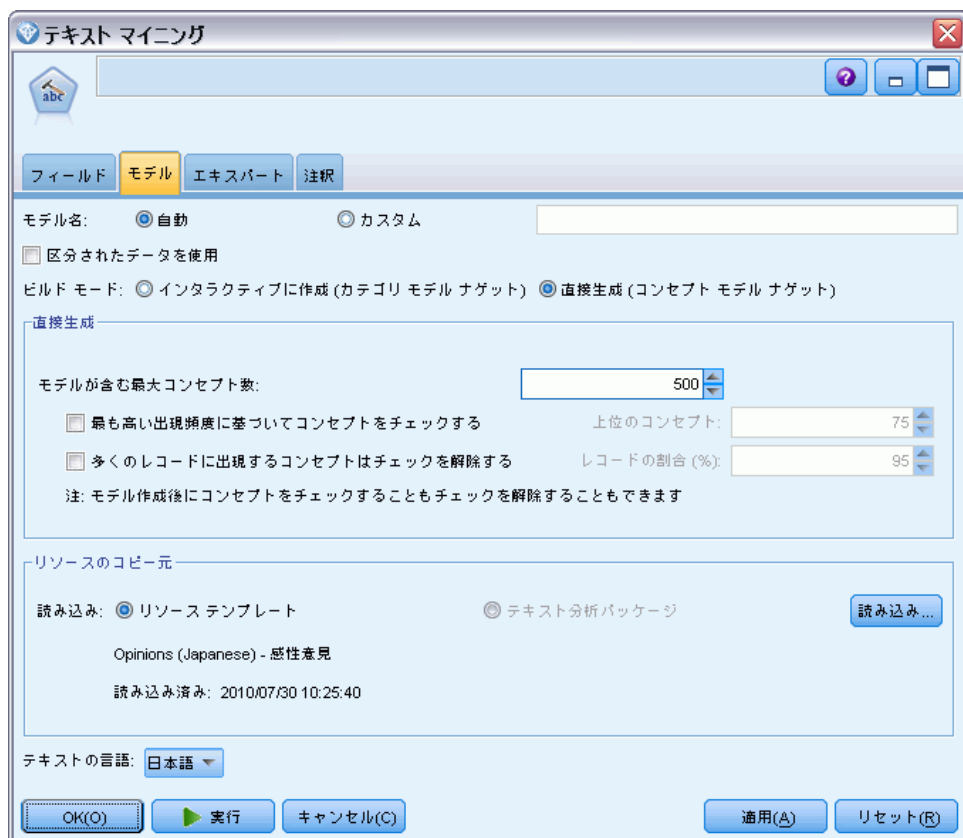 テキスト マイニング
abc
フィールド モデル エキスパート 注釈
モデル名: 自動 カスタム
区分されたデータを使用
ビルド モード: インタラクティブに作成 (カテゴリ モデル ナゲット) 直接生成 (コンセプト モデル ナゲット)
直接生成
モデルが含む最大コンセプト数: 500
最も高い出現頻度に基づいてコンセプトをチェックする 上位のコンセプト: 75
多くのレコードに出現するコンセプトはチェックを解除する レコードの割合 (%): 95
注: モデル作成後にコンセプトをチェックすることもチェックを解除することもできます
リソースのコピー元
読み込み: リソース テンプレート テキスト分析パッケージ 読み込み...
Opinions (Japanese) - 感性意見
読み込み済み: 2010/07/30 10:25:40
テキストの言語: 日本語
OK(O) 実行 キャンセル(C) 適用(A) リセット(R)